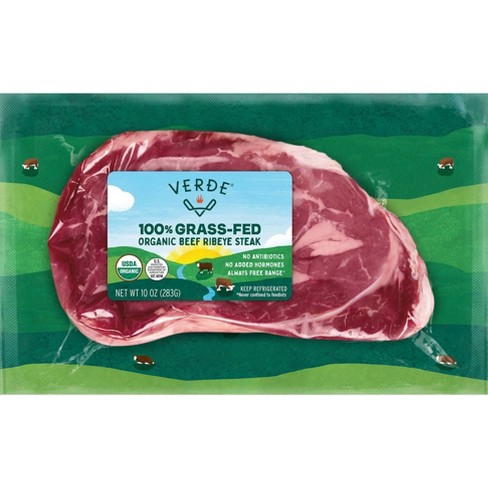 VERDE®
100% GRASS-FED
ORGANIC BEEF RIBEYE STEAK
NO ANTIBIOTICS
NO ADDED HORMONES
ALWAYS FREE RANGE*
USDA
ORGANIC
NET WT 10 OZ (283G)
KEEP REFRIGERATED
*Never confined to feedlots